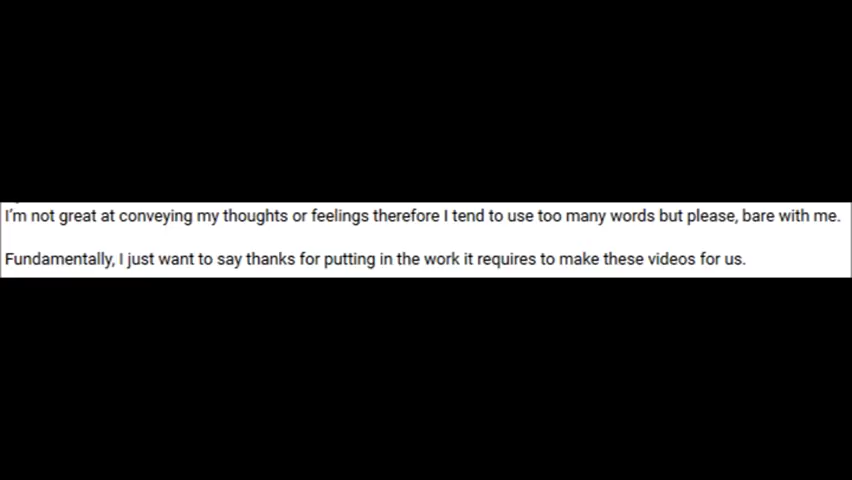 I'm not great at conveying my thoughts or feelings therefore I tend to use too many words but please, bare with me.
Fundamentally, I just want to say thanks for putting in the work it requires to make these videos for us.